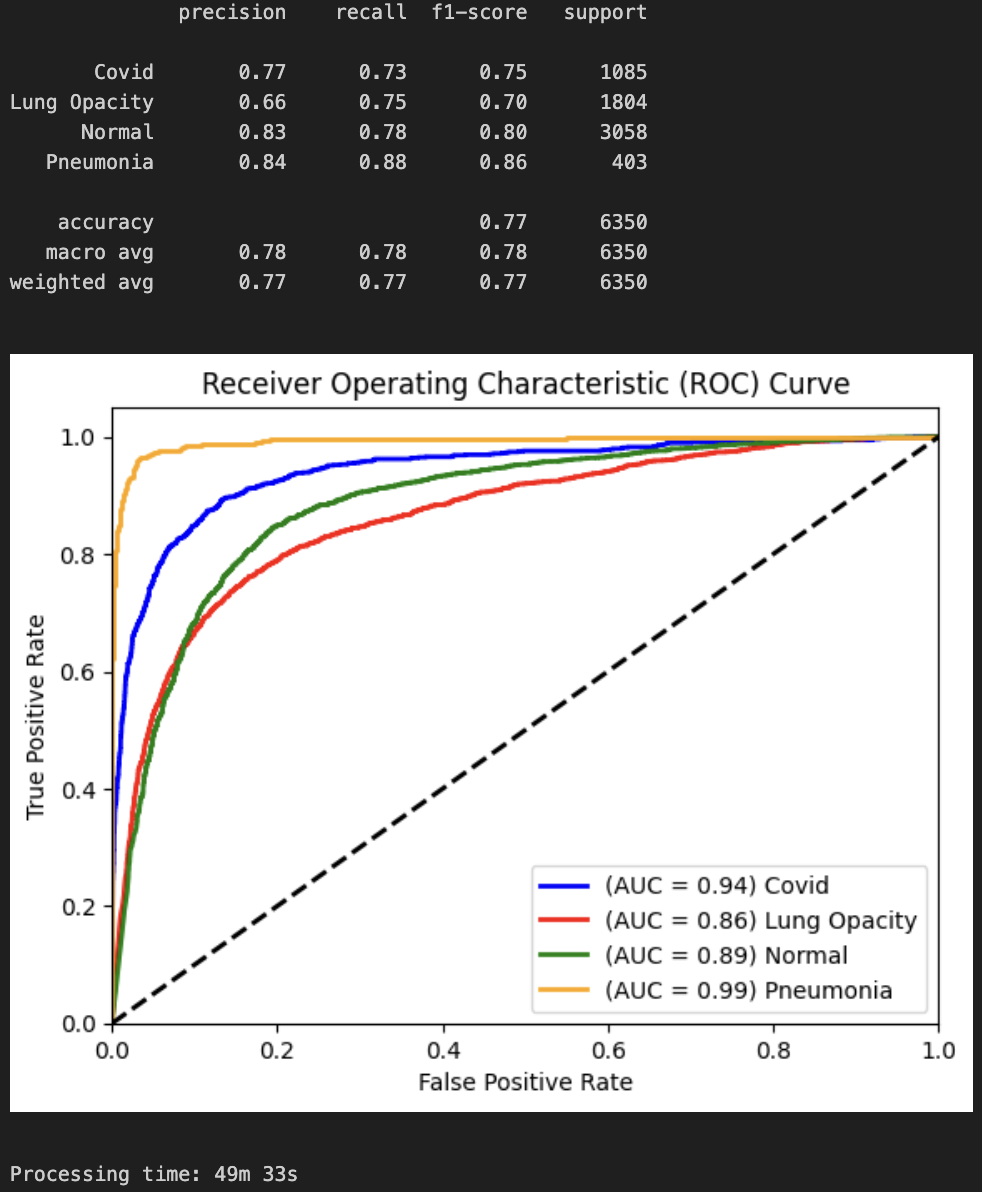 precision recall f1-score support
Covid 0.77 0.73 0.75 1085
Lung Opacity 0.66 0.75 0.70 1804
Normal 0.83 0.78 0.80 3058
Pneumonia 0.84 0.88 0.86 403
accuracy 0.77 6350
macro avg 0.78 0.78 0.78 6350
weighted avg 0.77 0.77 0.77 6350
Receiver Operating Characteristic (ROC) Curve
True Positive Rate
1.0
0.8
0.6
0.4
0.2
0.0
(AUC = 0.94) Covid
(AUC = 0.86) Lung Opacity
(AUC = 0.89) Normal
(AUC = 0.99) Pneumonia
0.0 0.2 0.4 0.6 0.8 1.0
False Positive Rate
Processing time: 49m 33s